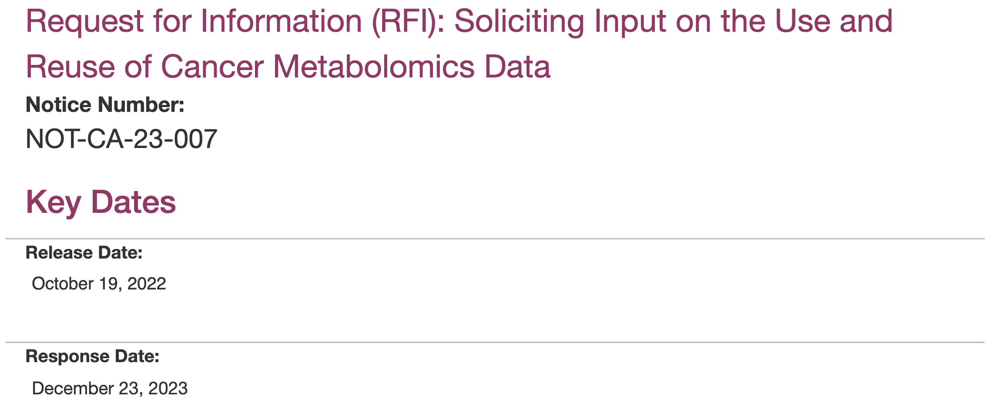 Request for Information (RFI): Soliciting Input on the Use and
Reuse of Cancer Metabolomics Data
Notice Number:
NOT-CA-23-007
Key Dates
Release Date:
October 19, 2022
Response Date:
December 23, 2023